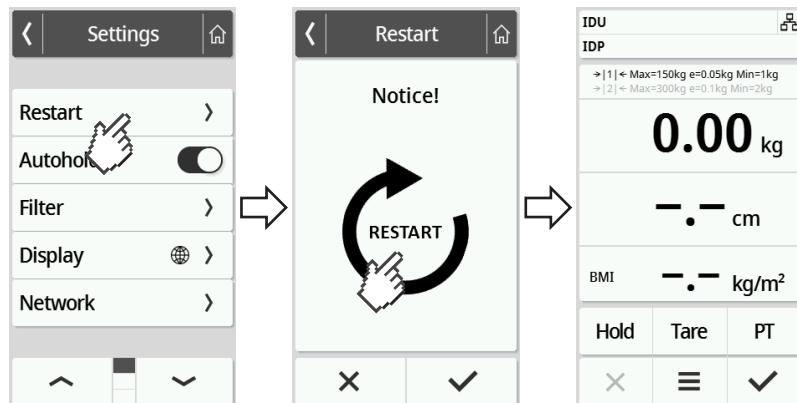 Settings
Restart
Autohol
Filter
Display
Network
Restart
Notice!
RESTART
IDU
IDP
→|1|← Max=150kg e=0.05kg Min=1kg
→|2|← Max=300kg e=0.1kg Min=2kg
0.00 kg
–.– cm
BMI –.– kg/m²
Hold Tare PT